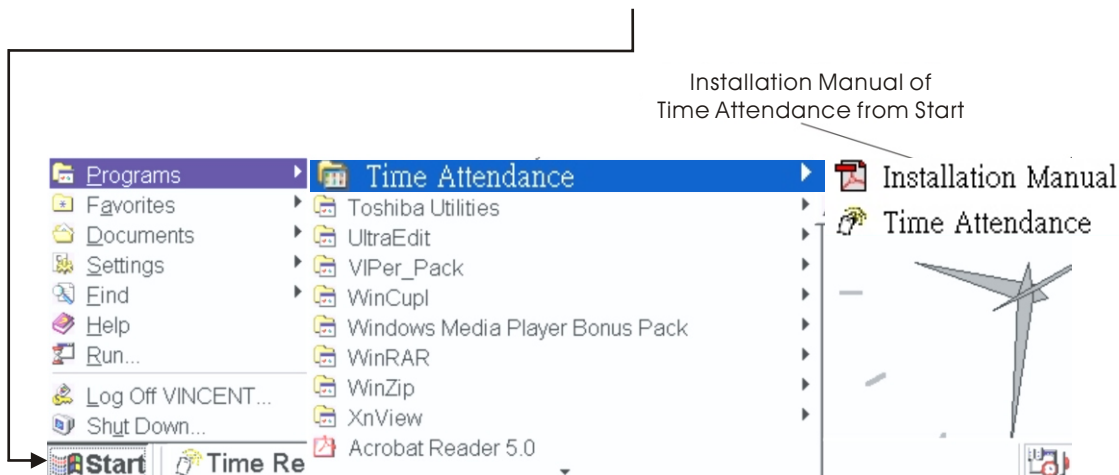 Installation Manual of
Time Attendance from Start
Programs
Favorites
Documents
Settings
Find
Help
Run...
Log Off VINCENT...
Shut Down...
Start
Time Re
Time Attendance
Toshiba Utilities
UltraEdit
VIPer_Pack
WinCupl
Windows Media Player Bonus Pack
WinRAR
WinZip
XnView
Acrobat Reader 5.0
Installation Manual
Time Attendance